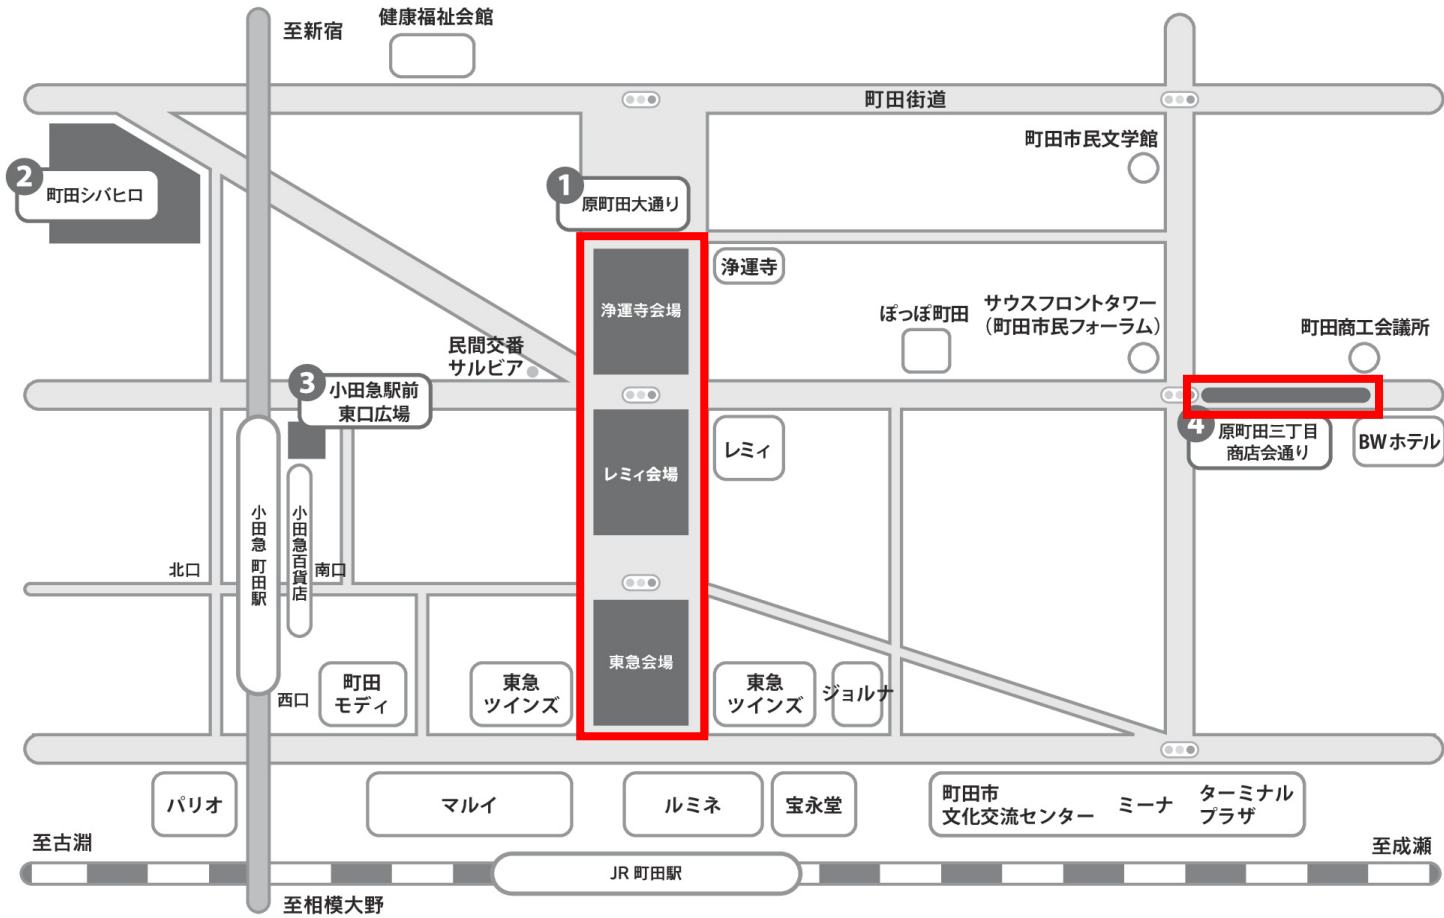 至新宿
健康福祉会館
町田街道
町田市民文学館
2
町田シバヒロ
1
原町田大通り
浄運寺
浄運寺会場
ぽっぽ町田
サウスフロントタワー
（町田市民フォーラム）
町田商工会議所
民間交番
サルビア
3
小田急駅前
東口広場
4
原町田三丁目
商店会通り
BWホテル
レミィ会場
レミィ
小田急 町田駅
小田急百貨店
北口
南口
西口
町田
モディ
東急
ツインズ
東急会場
東急
ツインズ
ジョルナ
パリオ
マルイ
ルミネ
宝永堂
町田市
文化交流センター
ミーナ
ターミナル
プラザ
至古淵
至成瀬
JR 町田駅
至相模大野